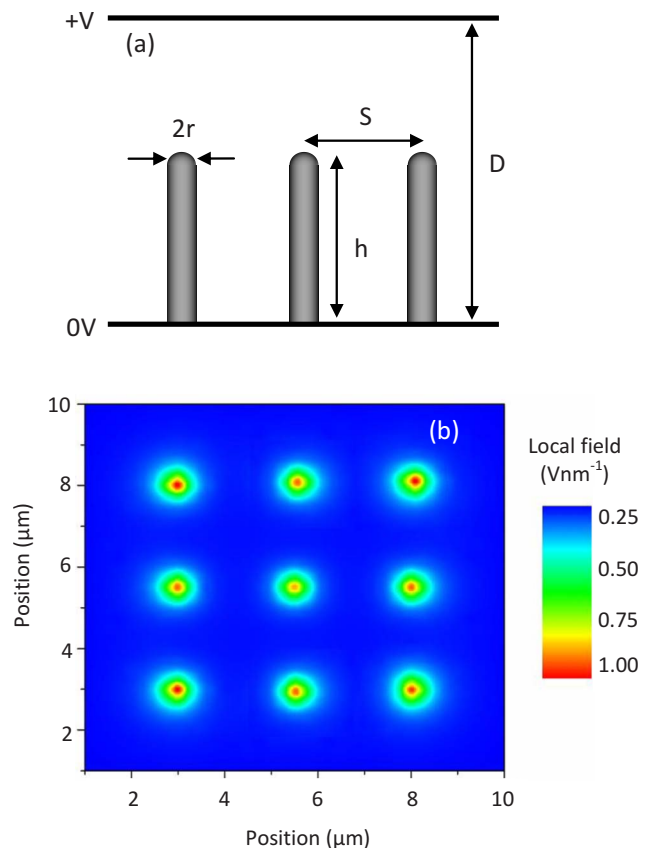 +V
(a)
2r
S
D
h
0V
10
(b)
8
6
4
2
Position (µm)
2
4
6
8
10
Position (µm)
Local field
(Vnm⁻¹)
0.25
0.50
0.75
1.00